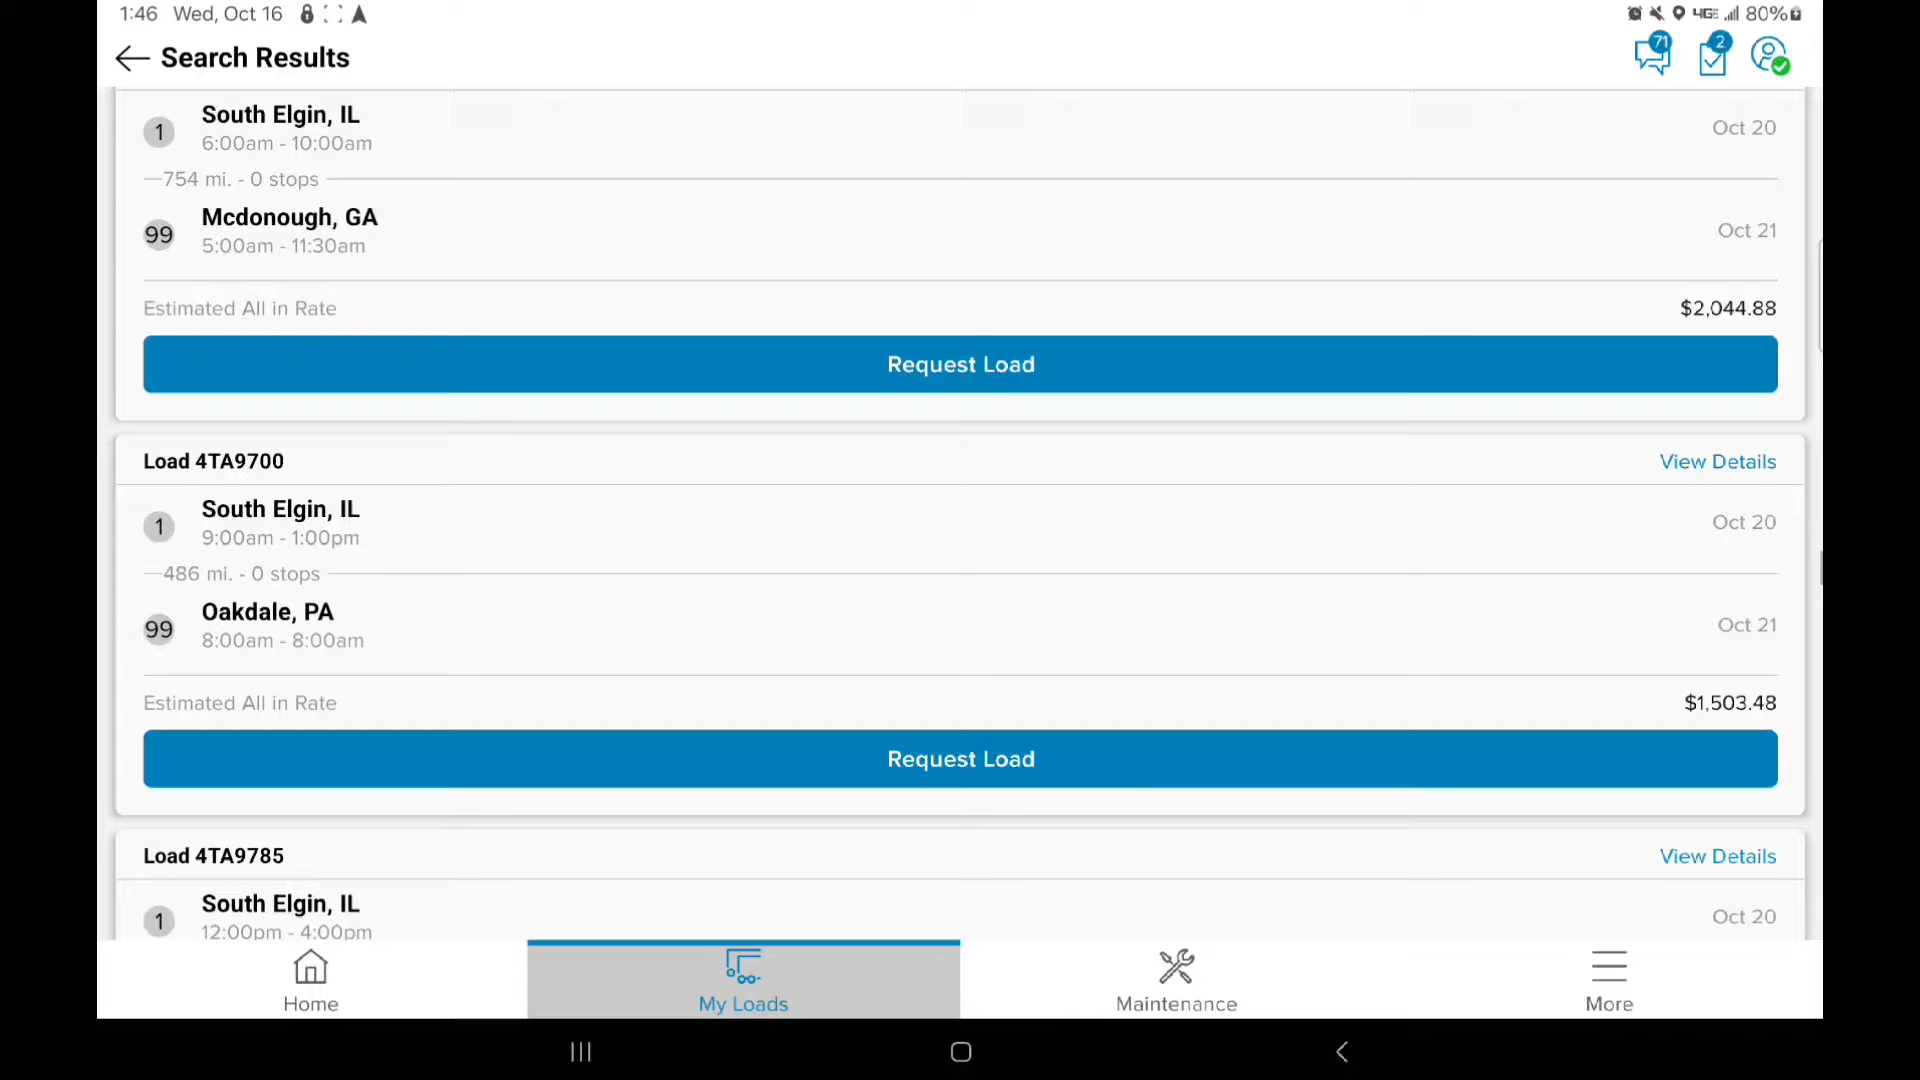 1:46 Wed, Oct 16
4GE 80%
Search Results
71
2
South Elgin, IL
1
Oct 20
6:00am - 10:00am
754 mi. - 0 stops
Mcdonough, GA
99
Oct 21
5:00am - 11:30am
Estimated All in Rate
$2,044.88
Request Load
Load 4TA9700
View Details
South Elgin, IL
1
Oct 20
9:00am - 1:00pm
486 mi. - 0 stops
Oakdale, PA
99
Oct 21
8:00am - 8:00am
Estimated All in Rate
$1,503.48
Request Load
Load 4TA9785
View Details
South Elgin, IL
1
Oct 20
12:00pm - 4:00pm
Home
My Loads
Maintenance
More